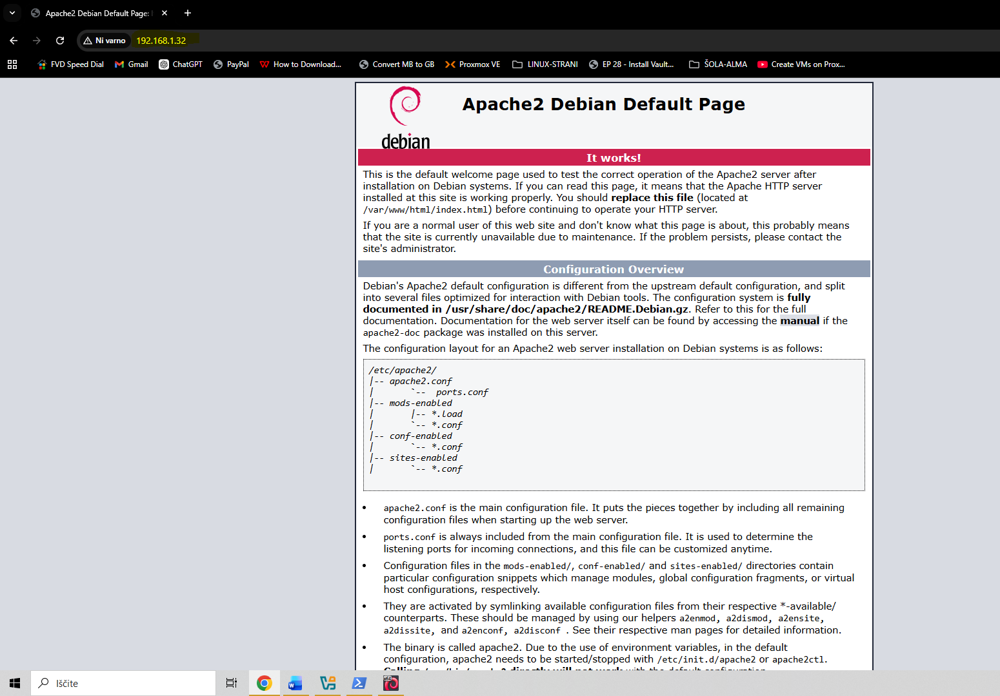 Apache2 Debian Default Page:
Ni varno 192.168.1.32
FVD Speed Dial Gmail ChatGPT PayPal How to Download... Convert MB to GB Proxmox VE LINUX-STRANI EP 28 - Install Vault... ŠOLA-ALMA Create VMs on Prox...
debian
Apache2 Debian Default Page
It works!
This is the default welcome page used to test the correct operation of the Apache2 server after
installation on Debian systems. If you can read this page, it means that the Apache HTTP server
installed at this site is working properly. You should replace this file (located at
/var/www/html/index.html) before continuing to operate your HTTP server.
If you are a normal user of this web site and don't know what this page is about, this probably means
that the site is currently unavailable due to maintenance. If the problem persists, please contact the
site's administrator.
Configuration Overview
Debian's Apache2 default configuration is different from the upstream default configuration, and split
into several files optimized for interaction with Debian tools. The configuration system is fully
documented in /usr/share/doc/apache2/README.Debian.gz. Refer to this for the full
documentation. Documentation for the web server itself can be found by accessing the manual if the
apache2-doc package was installed on this server.
The configuration layout for an Apache2 web server installation on Debian systems is as follows:
/etc/apache2/
|-- apache2.conf
|       `--  ports.conf
|-- mods-enabled
|       |-- *.load
|       `-- *.conf
|-- conf-enabled
|       `-- *.conf
|-- sites-enabled
|       `-- *.conf
• apache2.conf is the main configuration file. It puts the pieces together by including all remaining
configuration files when starting up the web server.
• ports.conf is always included from the main configuration file. It is used to determine the
listening ports for incoming connections, and this file can be customized anytime.
• Configuration files in the mods-enabled/, conf-enabled/ and sites-enabled/ directories contain
particular configuration snippets which manage modules, global configuration fragments, or virtual
host configurations, respectively.
• They are activated by symlinking available configuration files from their respective *-available/
counterparts. These should be managed by using our helpers a2enmod, a2dismod, a2ensite,
a2dissite, and a2enconf, a2disconf . See their respective man pages for detailed information.
• The binary is called apache2. Due to the use of environment variables, in the default
configuration, apache2 needs to be started/stopped with /etc/init.d/apache2 or apache2ctl.
Calling /usr/bin/apache2 directly will not work with the default configuration.
Iščite